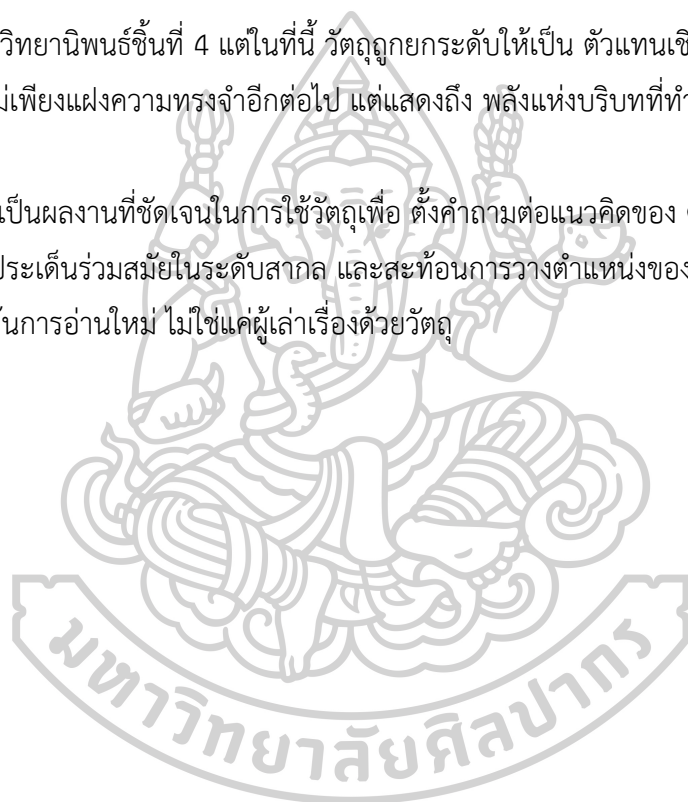 วิทยานิพนธ์ชิ้นที่ 4 แต่ในที่นี้ วัตถุถูกยกระดับให้เป็น ตัวแทนเชิ
ม่เพียงแฝงความทรงจำอีกต่อไป แต่แสดงถึง พลังแห่งบริบทที่ทำ
เป็นผลงานที่ชัดเจนในการใช้วัตถุเพื่อ ตั้งคำถามต่อแนวคิดของ
ประเด็นร่วมสมัยในระดับสากล และสะท้อนการวางตำแหน่งของ
้นการอ่านใหม่ ไม่ใช่แค่ผู้เล่าเรื่องด้วยวัตถุ
มหาวิทยาลัยศิลปากร